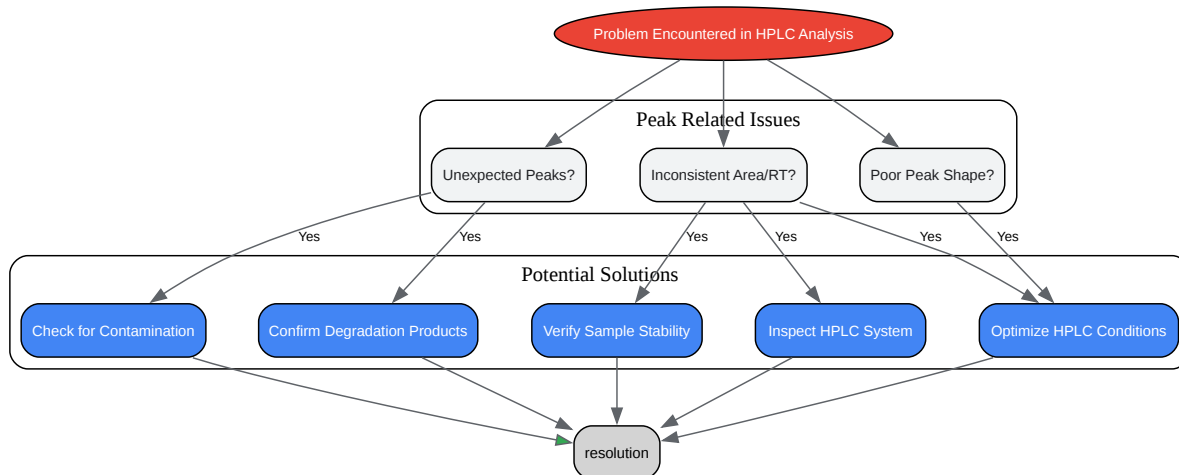 Problem Encountered in HPLC Analysis
Peak Related Issues
Unexpected Peaks?
Inconsistent Area/RT?
Poor Peak Shape?
Yes
Yes
Yes
Yes
Yes
Yes
Potential Solutions
Check for Contamination
Confirm Degradation Products
Verify Sample Stability
Inspect HPLC System
Optimize HPLC Conditions
resolution